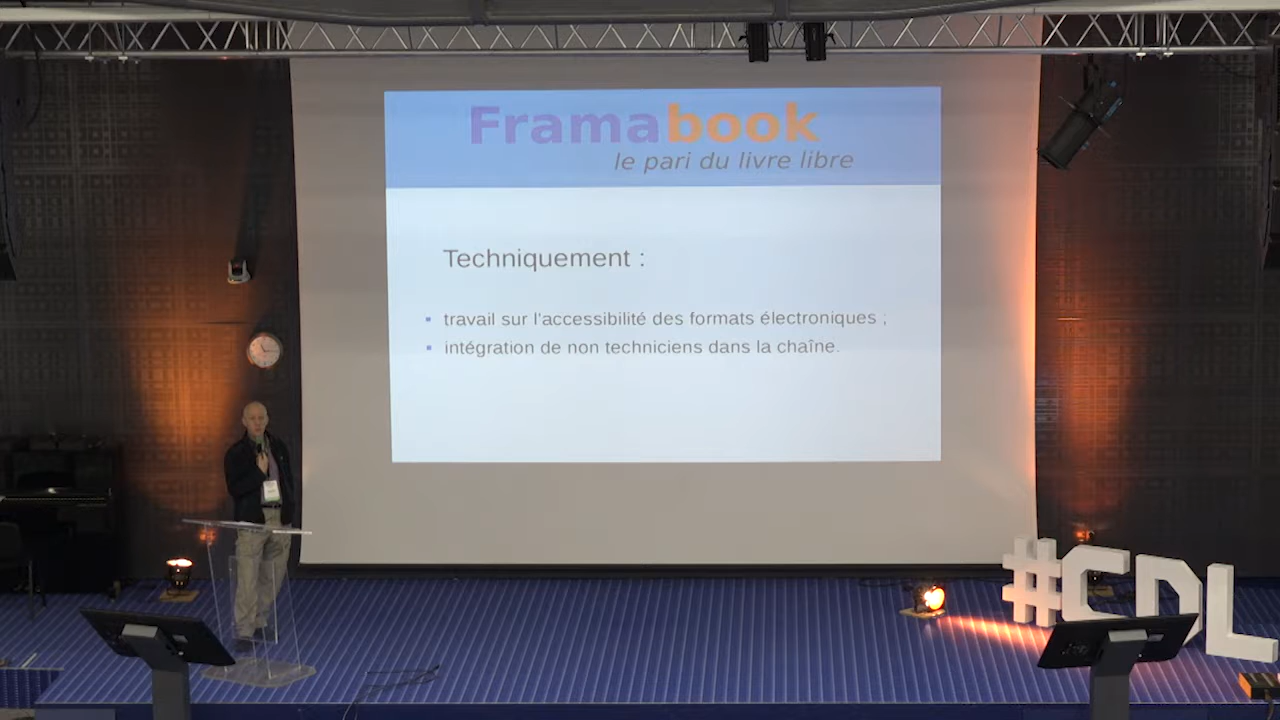 Framabook
le pari du livre libre
Techniquement :
travail sur l'accessibilité des formats électroniques ;
intégration de non techniciens dans la chaîne.
#CDL